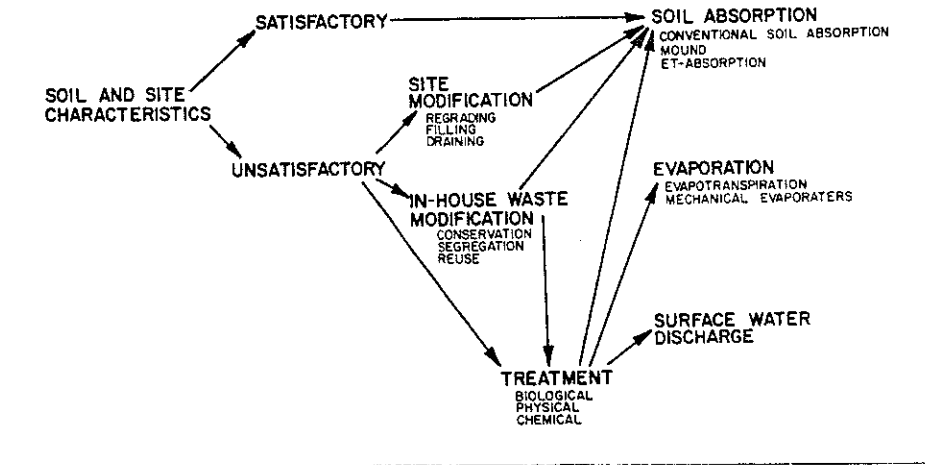 SATISFACTORY
SOIL ABSORPTION
CONVENTIONAL SOIL ABSORPTION
MOUND
ET-ABSORPTION
SOIL AND SITE
CHARACTERISTICS
SITE
MODIFICATION
REGRADING
FILLING
DRAINING
UNSATISFACTORY
EVAPORATION
EVAPOTRANSPIRATION
MECHANICAL EVAPORATERS
IN-HOUSE WASTE
MODIFICATION
CONSERVATION
SEGREGATION
REUSE
SURFACE WATER
DISCHARGE
TREATMENT
BIOLOGICAL
PHYSICAL
CHEMICAL